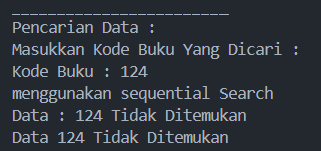 _______________________
Pencarian Data :
Masukkan Kode Buku Yang Dicari :
Kode Buku : 124
menggunakan sequential Search
Data : 124 Tidak Ditemukan
Data 124 Tidak Ditemukan